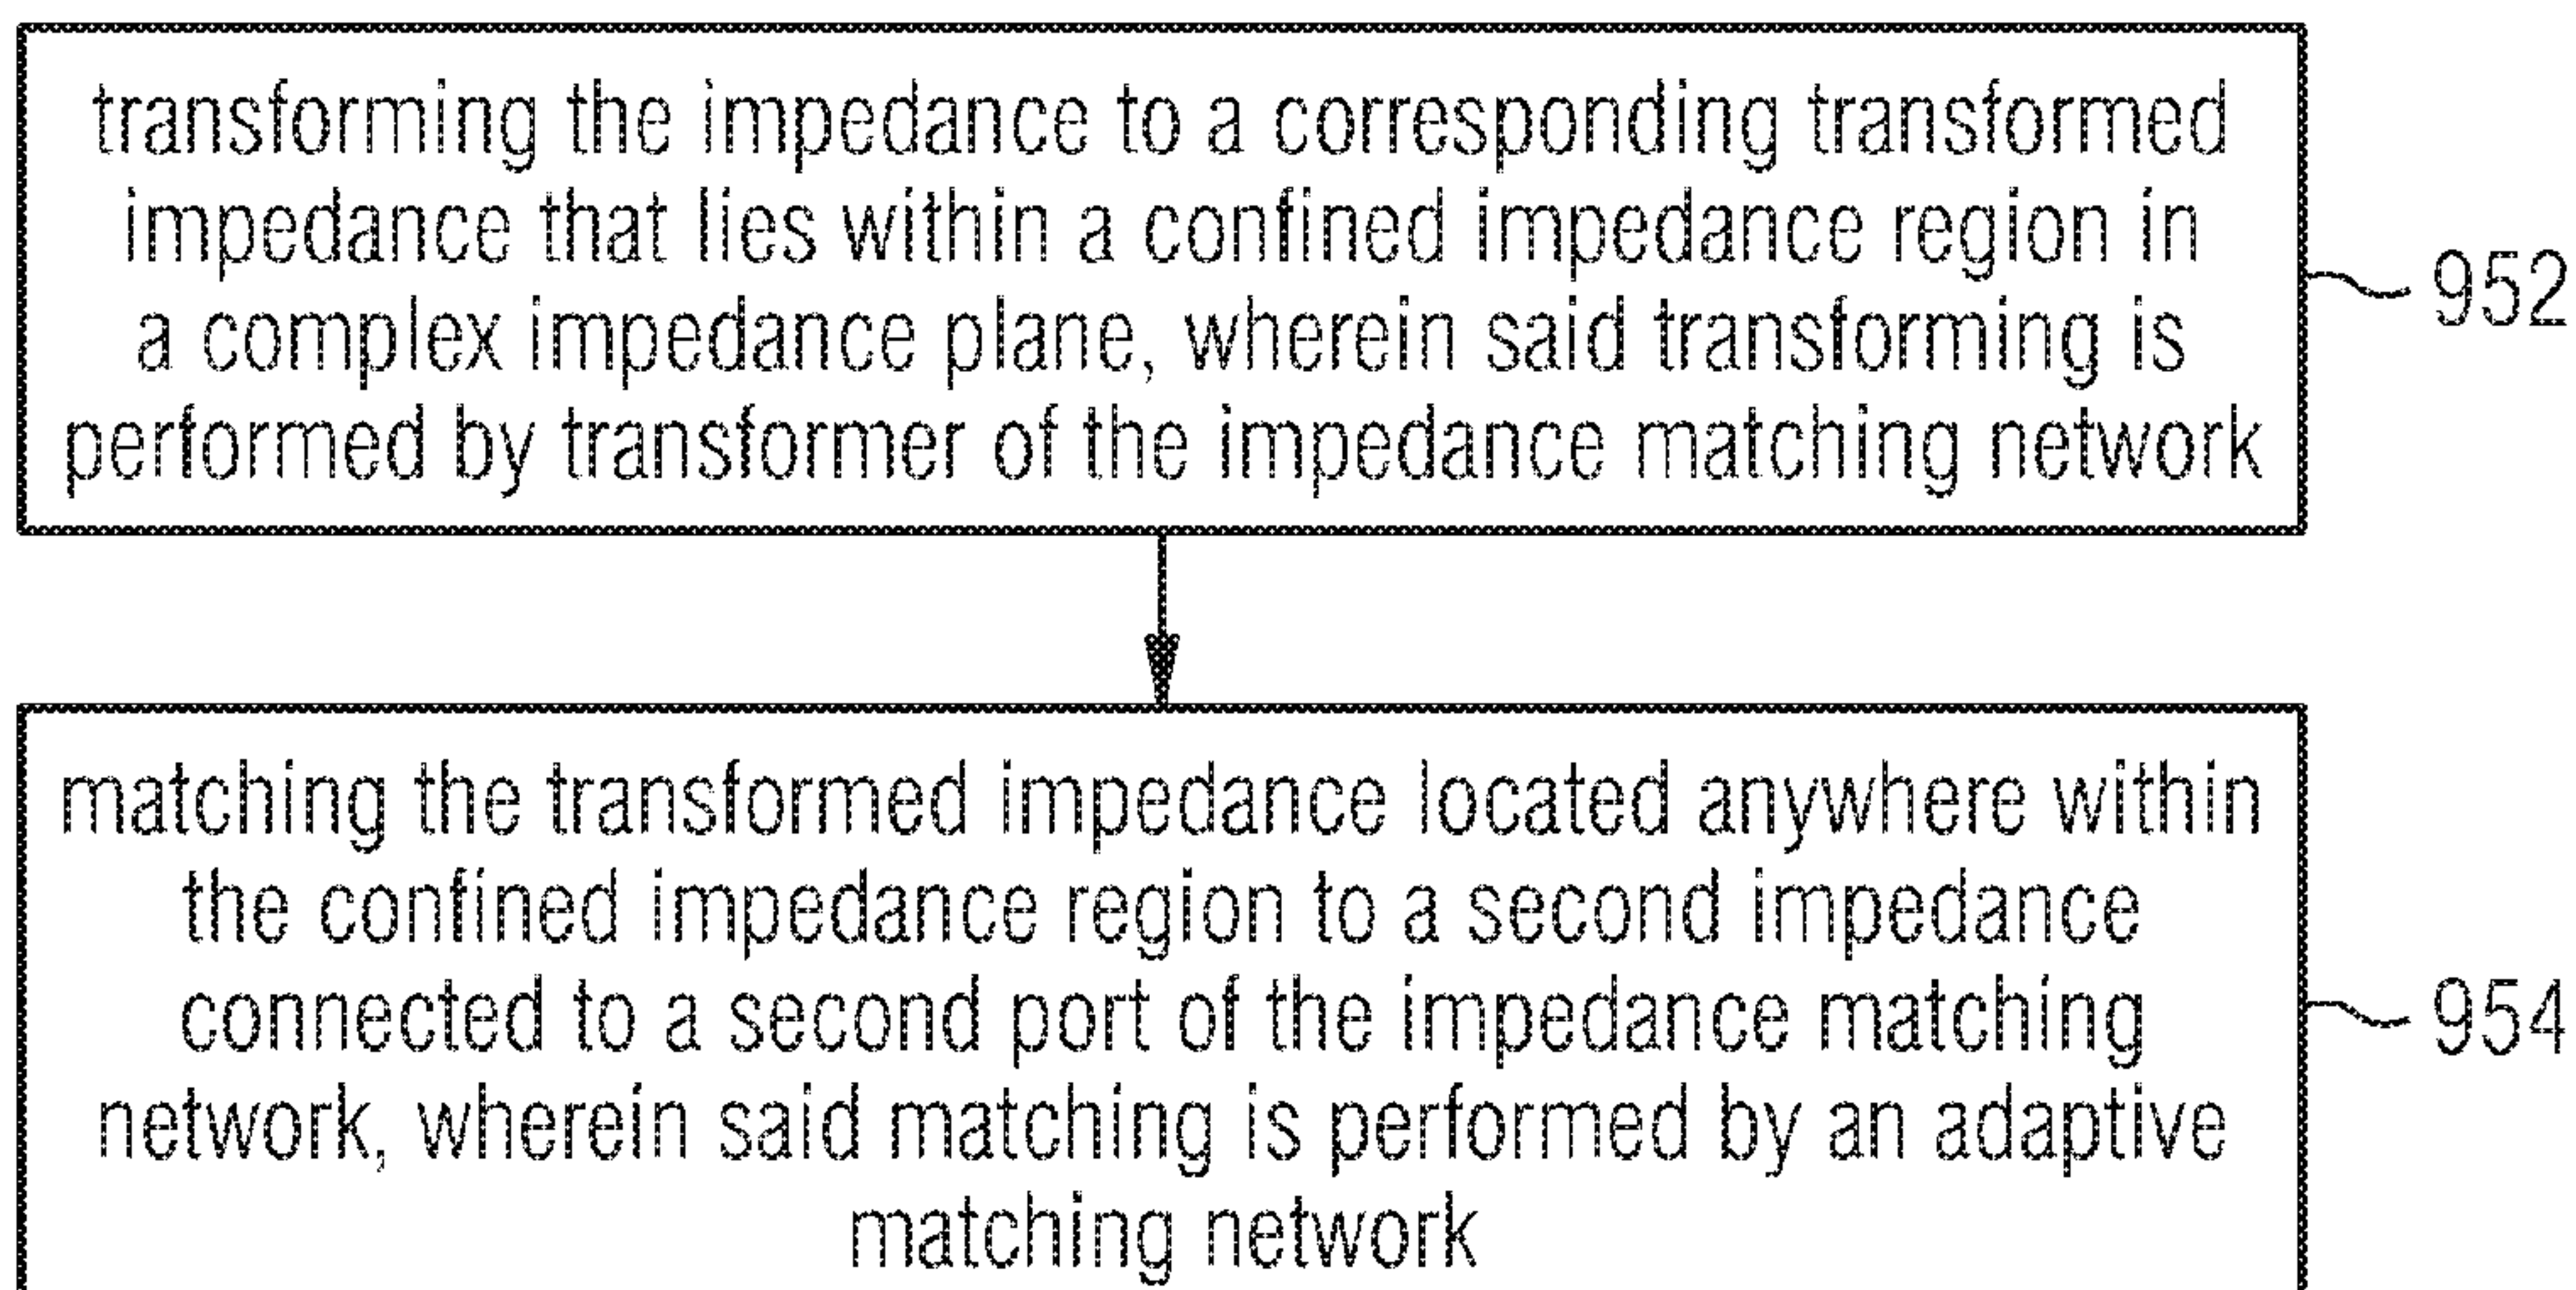 transforming the impedance to a corresponding transformed
impedance that lies within a confined impedance region in
a complex impedance plane, wherein said transforming is
performed by transformer of the impedance matching network
952
matching the transformed impedance located anywhere within
the confined impedance region to a second impedance
connected to a second port of the impedance matching
network, wherein said matching is performed by an adaptive
matching network
954